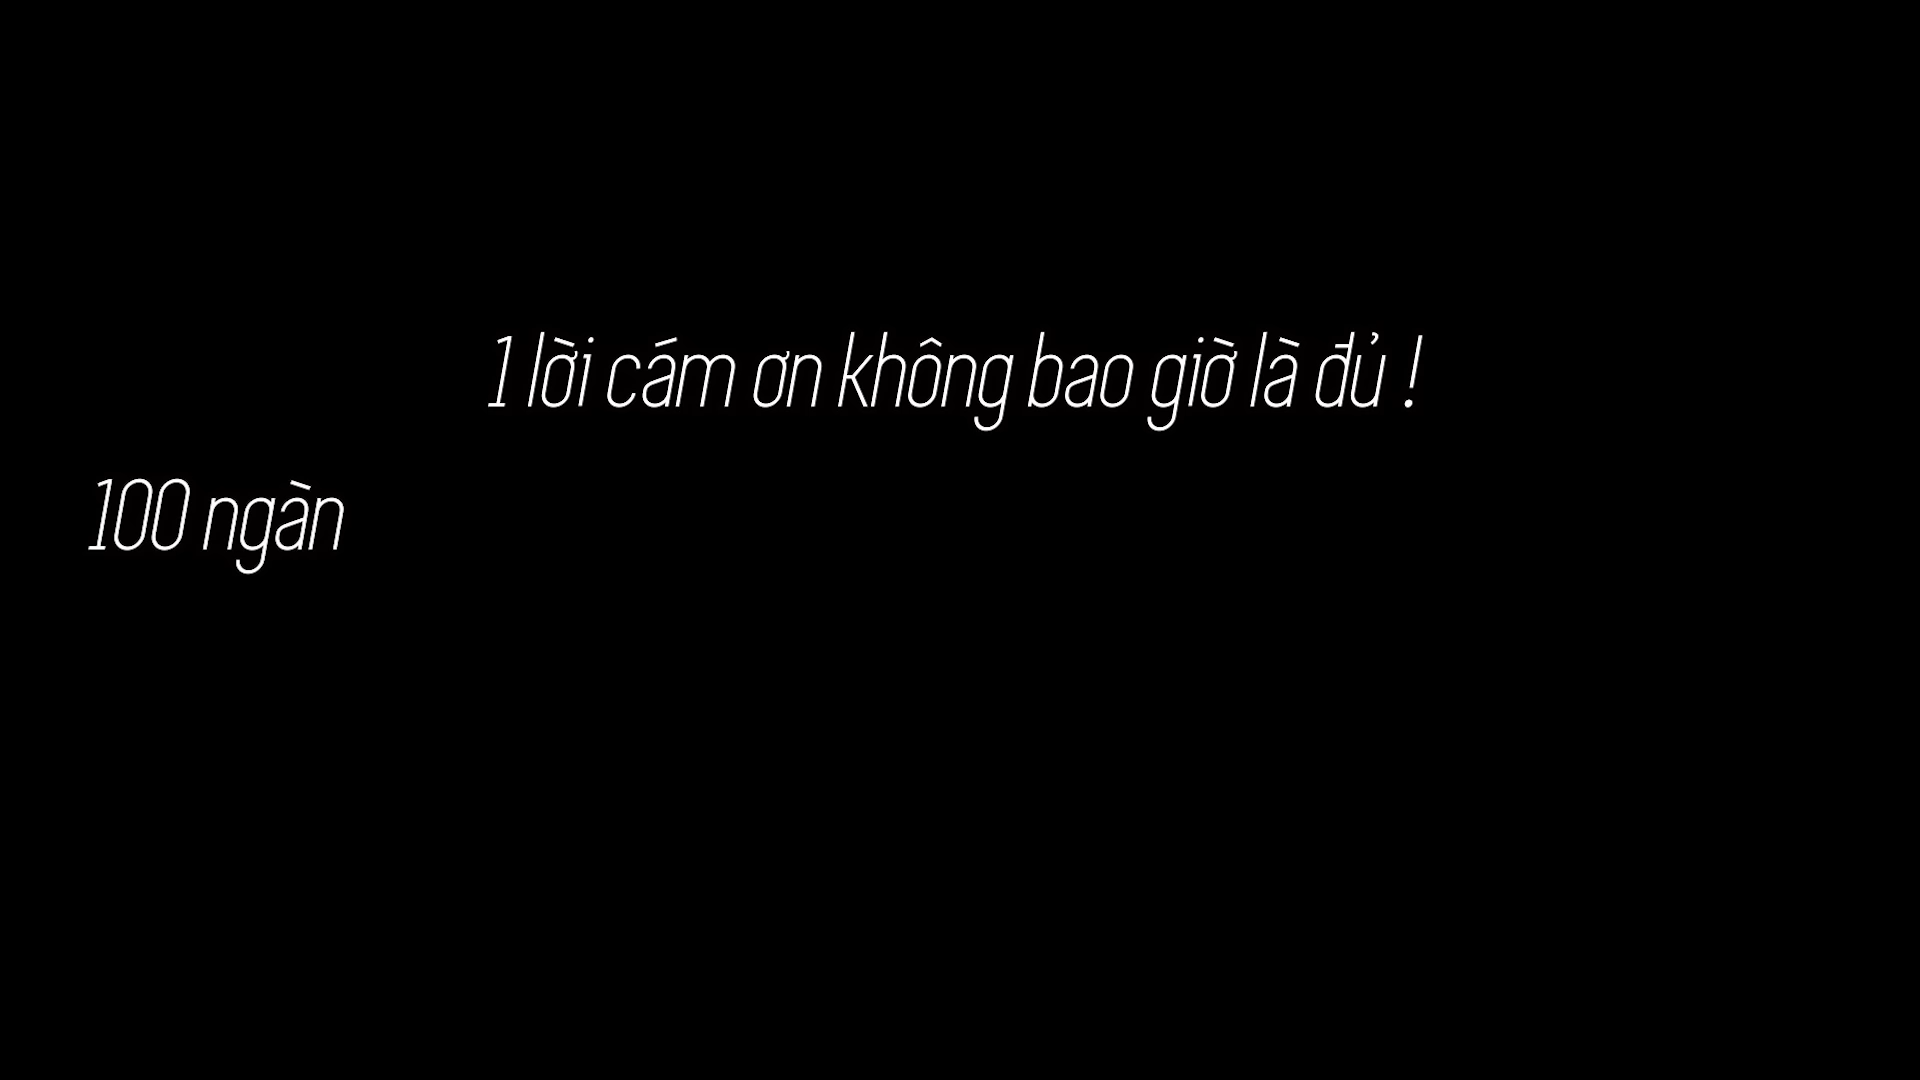 1 lời cám ơn không bao giờ là đủ !
100 ngàn